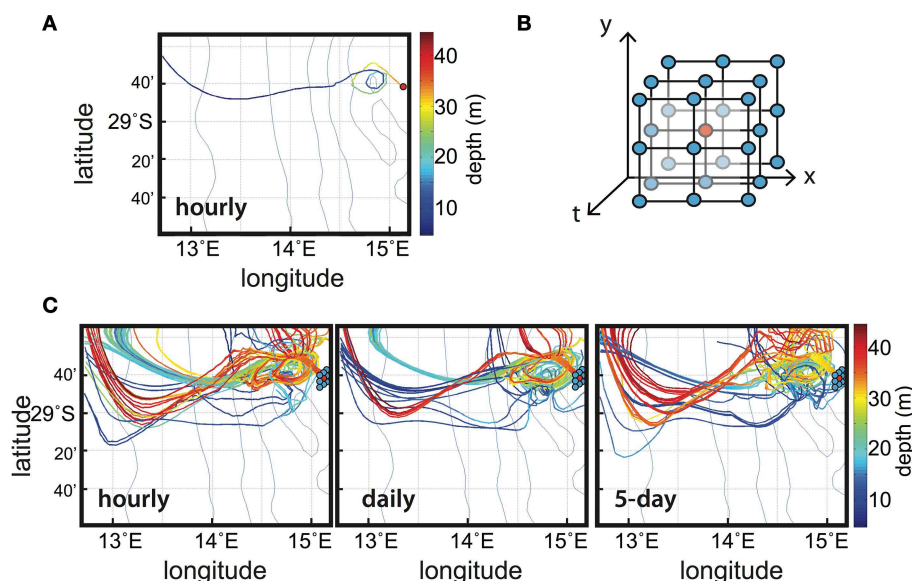 A
40'
29°S
20'
40'
latitude
hourly
13°E
14°E
15°E
longitude
40
30
20
10
depth (m)
B
y
x
t
C
40'
29°S
20'
40'
latitude
hourly
13°E
14°E
15°E
longitude
daily
13°E
14°E
15°E
longitude
5-day
13°E
14°E
15°E
longitude
40
30
20
10
depth (m)